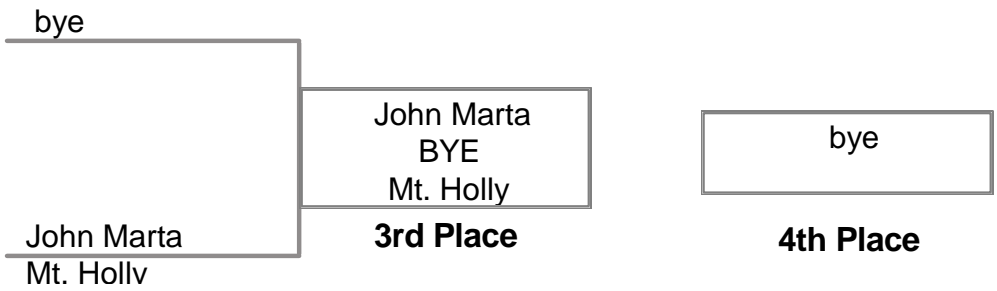 bye
John Marta
BYE
Mt. Holly
bye
John Marta
Mt. Holly
3rd Place
4th Place